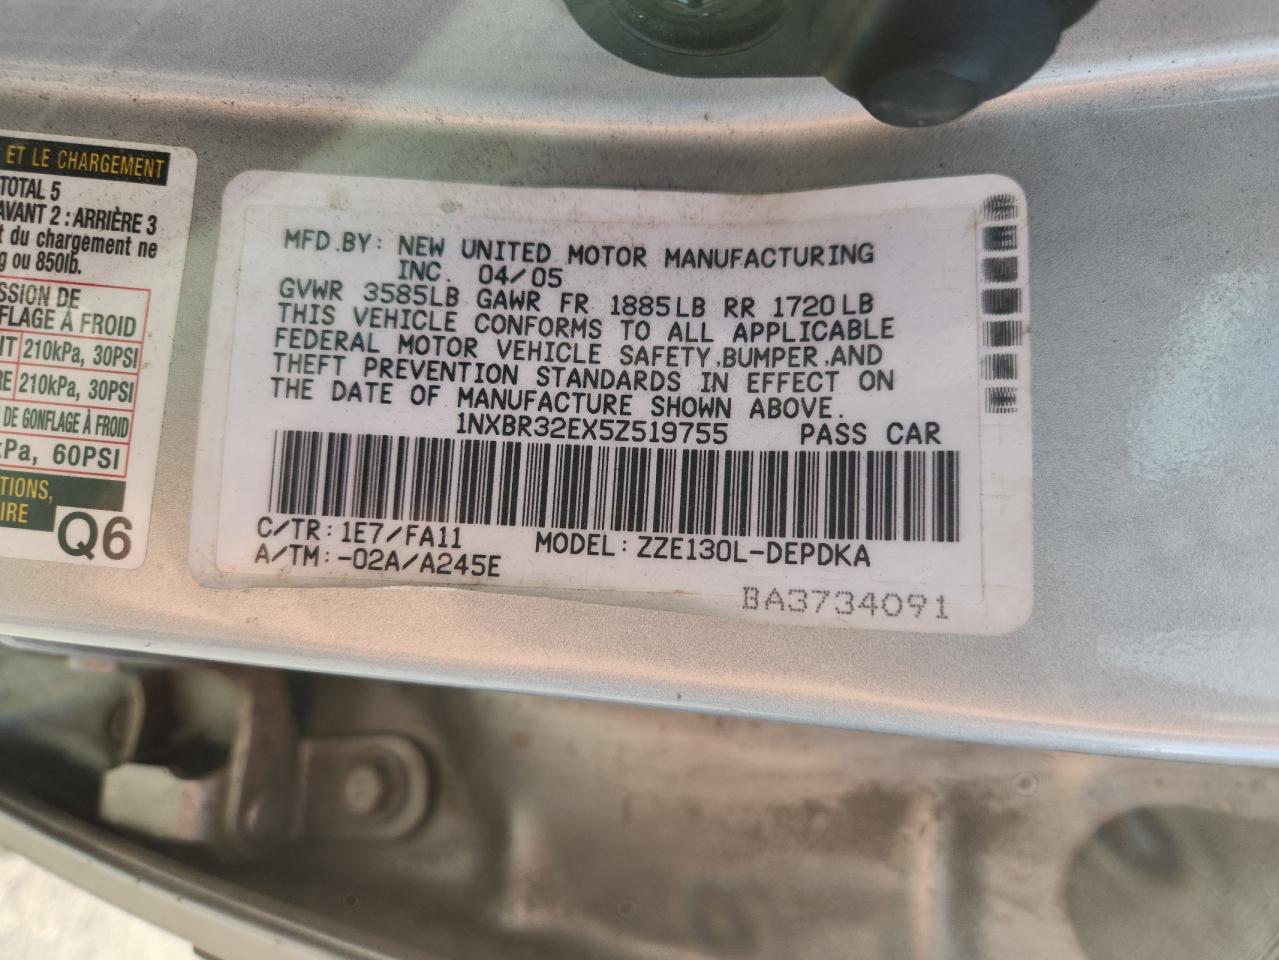 ET LE CHARGEMENT
TOTAL 5
AVANT 2 : ARRIÈRE 3
du chargement ne
ou 850lb.
SSION DE
FLAGE À FROID
210kPa, 30PSI
210kPa, 30PSI
DE GONFLAGE À FROID
kPa, 60PSI
TIONS,
IRE
Q6
MFD.BY: NEW UNITED MOTOR MANUFACTURING
INC. 04/05
GVWR 3585LB GAWR FR 1885LB RR 1720LB
THIS VEHICLE CONFORMS TO ALL APPLICABLE
FEDERAL MOTOR VEHICLE SAFETY,BUMPER,AND
THEFT PREVENTION STANDARDS IN EFFECT ON
THE DATE OF MANUFACTURE SHOWN ABOVE.
1NXBR32EX5Z519755 PASS CAR
C/TR:1E7/FA11 MODEL:ZZE130L-DEPDKA
A/TM:-02A/A245E
BA3734091